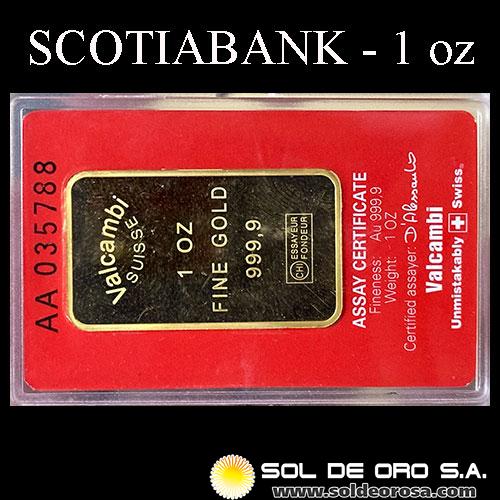 SCOTIABANK - 1 oz
AA 035788
Valcambi
SUISSE
1 OZ
FINE GOLD
999,9
CHI
ESSAYEUR
FONDEUR
ASSAY CERTIFICATE
Fineness: Au 999,9
Weight: 1 OZ
Certified assayer:
Valcambi
Unmistakably Swiss.
SOL DE ORO S.A.
www.soldeorosa.com